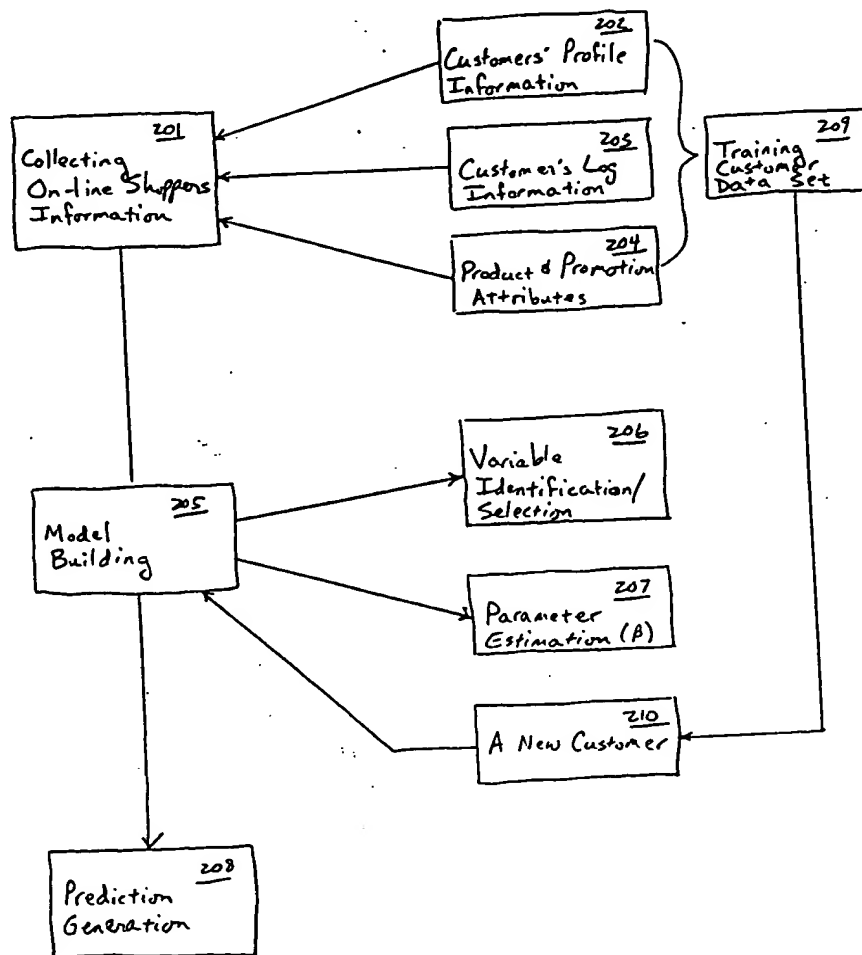 202
Customers' Profile
Information
201
Collecting
On-line Shoppers
Information
203
Customer's Log
Information
209
Training
Customer
Data Set
204
Product & Promotion
Attributes
206
Variable
Identification/
Selection
205
Model
Building
207
Parameter
Estimation (β)
210
A New Customer
208
Prediction
Generation